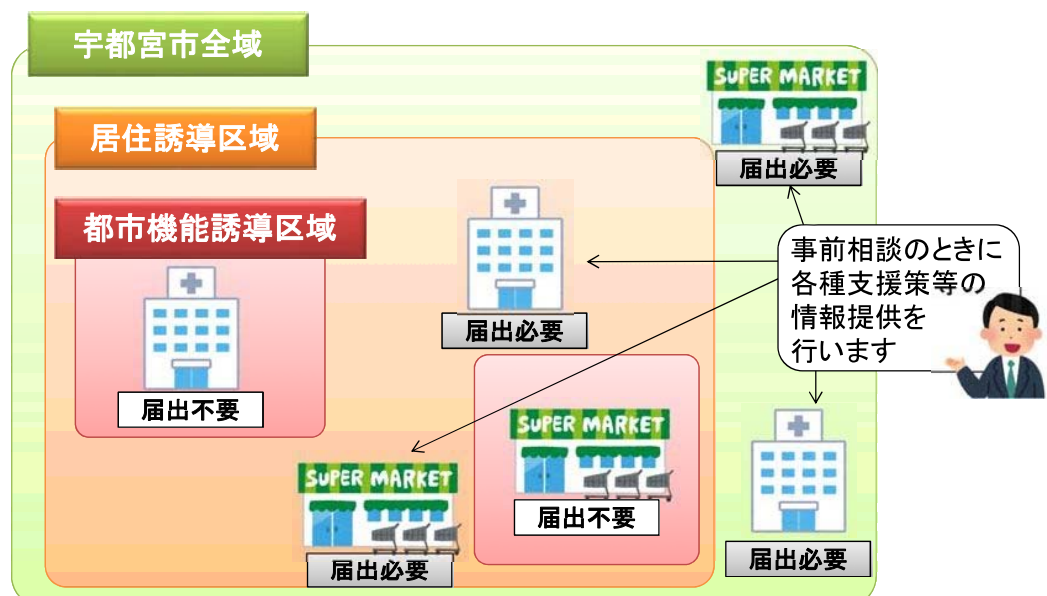 宇都宮市全域
SUPER MARKET
届出必要
居住誘導区域
都市機能誘導区域
届出不要
届出必要
事前相談のときに
各種支援策等の
情報提供を
行います
SUPER MARKET
届出不要
SUPER MARKET
届出必要
届出必要